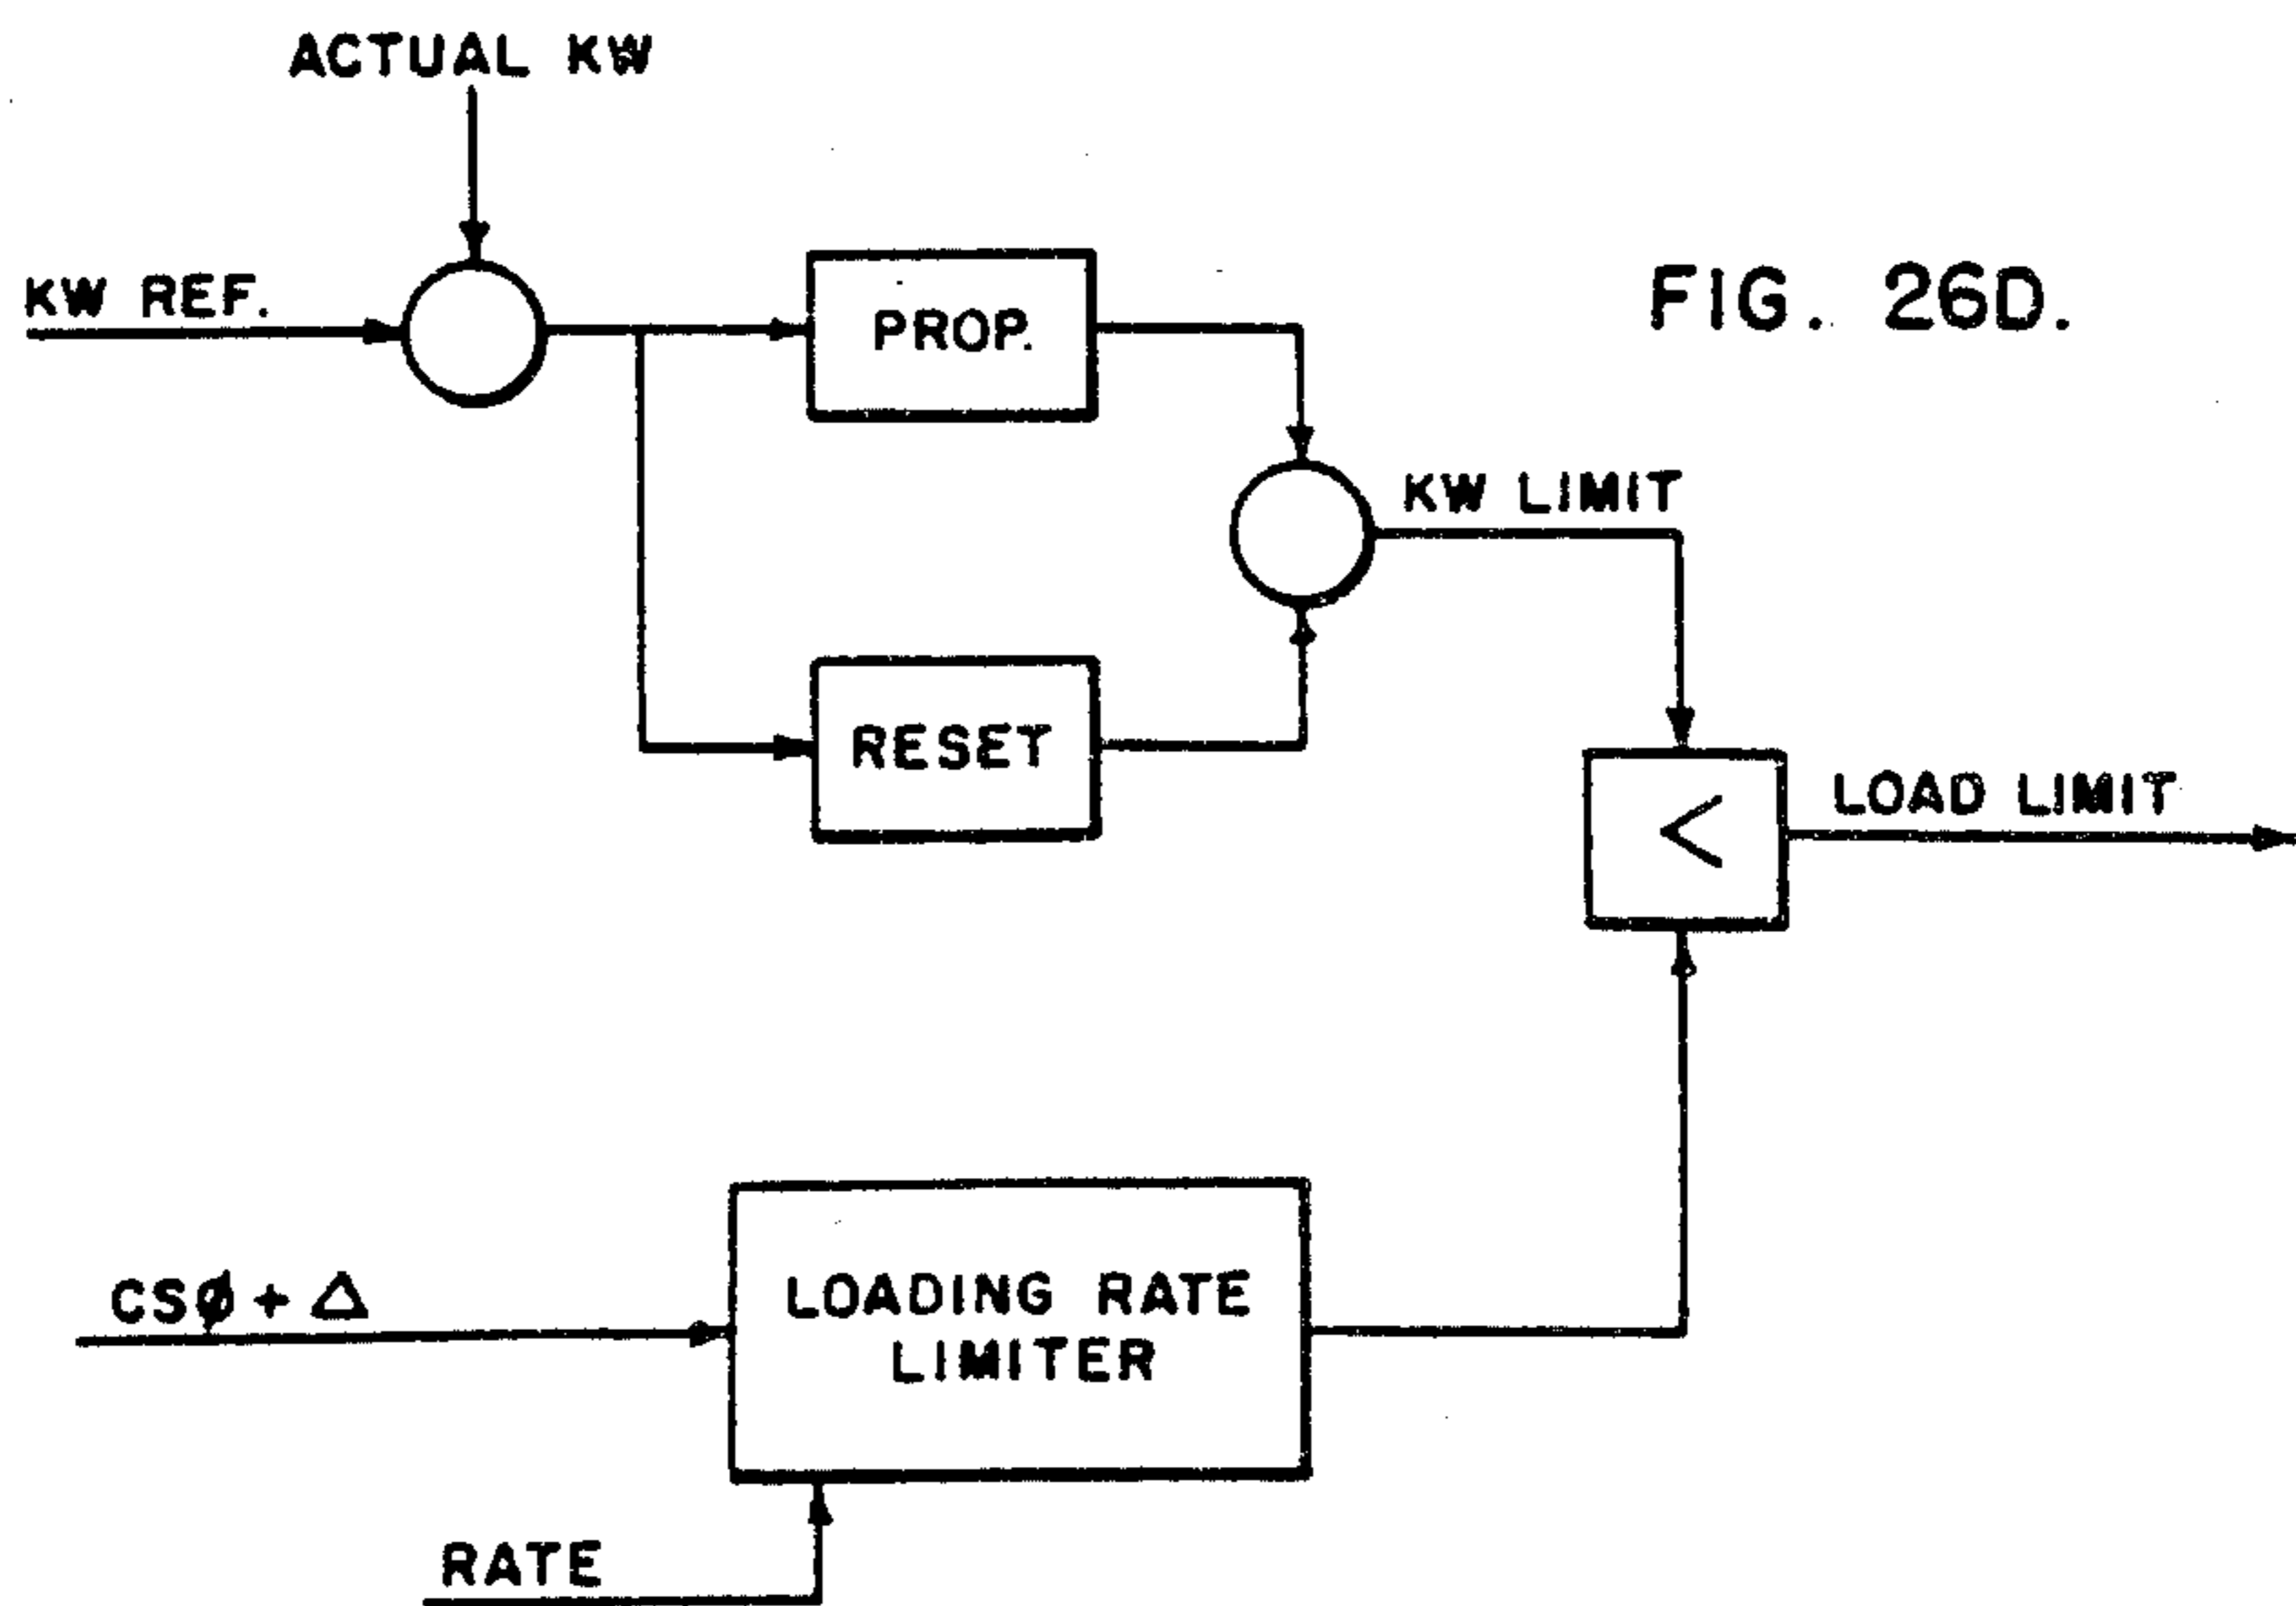 ACTUAL KW
KW REF.
PROP.
FIG. 26D.
KW LIMIT
RESET
<
LOAD LIMIT
CSø + Δ
LOADING RATE
LIMITER
RATE